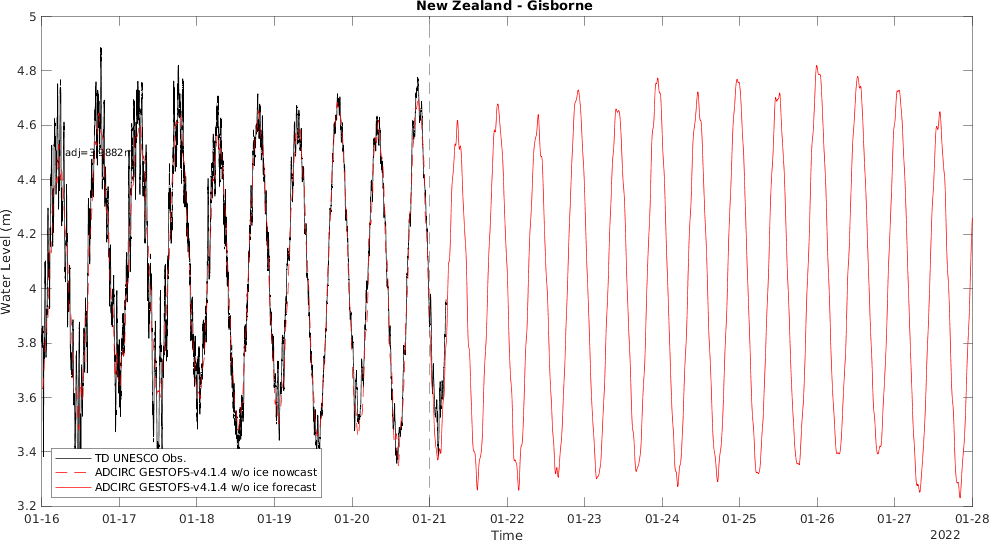 New Zealand - Gisborne
5
4.8
4.6
4.4
4.2
4
3.8
3.6
3.4
3.2
Water Level (m)
TD UNESCO Obs.
ADCIRC GESTOFS-v4.1.4 w/o ice nowcast
ADCIRC GESTOFS-v4.1.4 w/o ice forecast
01-16 01-17 01-18 01-19 01-20 01-21 01-22 01-23 01-24 01-25 01-26 01-27 01-28
Time
2022